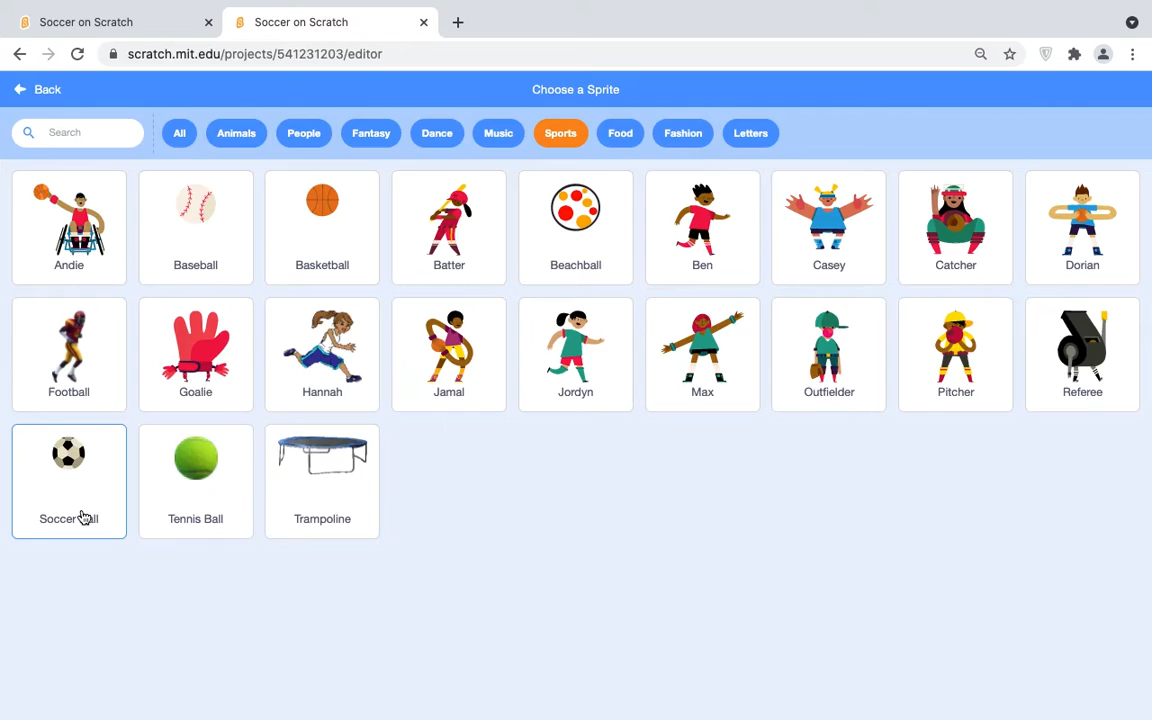 Soccer on Scratch
Soccer on Scratch
scratch.mit.edu/projects/541231203/editor
Back
Choose a Sprite
Search
All
Animals
People
Fantasy
Dance
Music
Sports
Food
Fashion
Letters
Andie
Baseball
Basketball
Batter
Beachball
Ben
Casey
Catcher
Dorian
Football
Goalie
Hannah
Jamal
Jordyn
Max
Outfielder
Pitcher
Referee
Soccer Ball
Tennis Ball
Trampoline